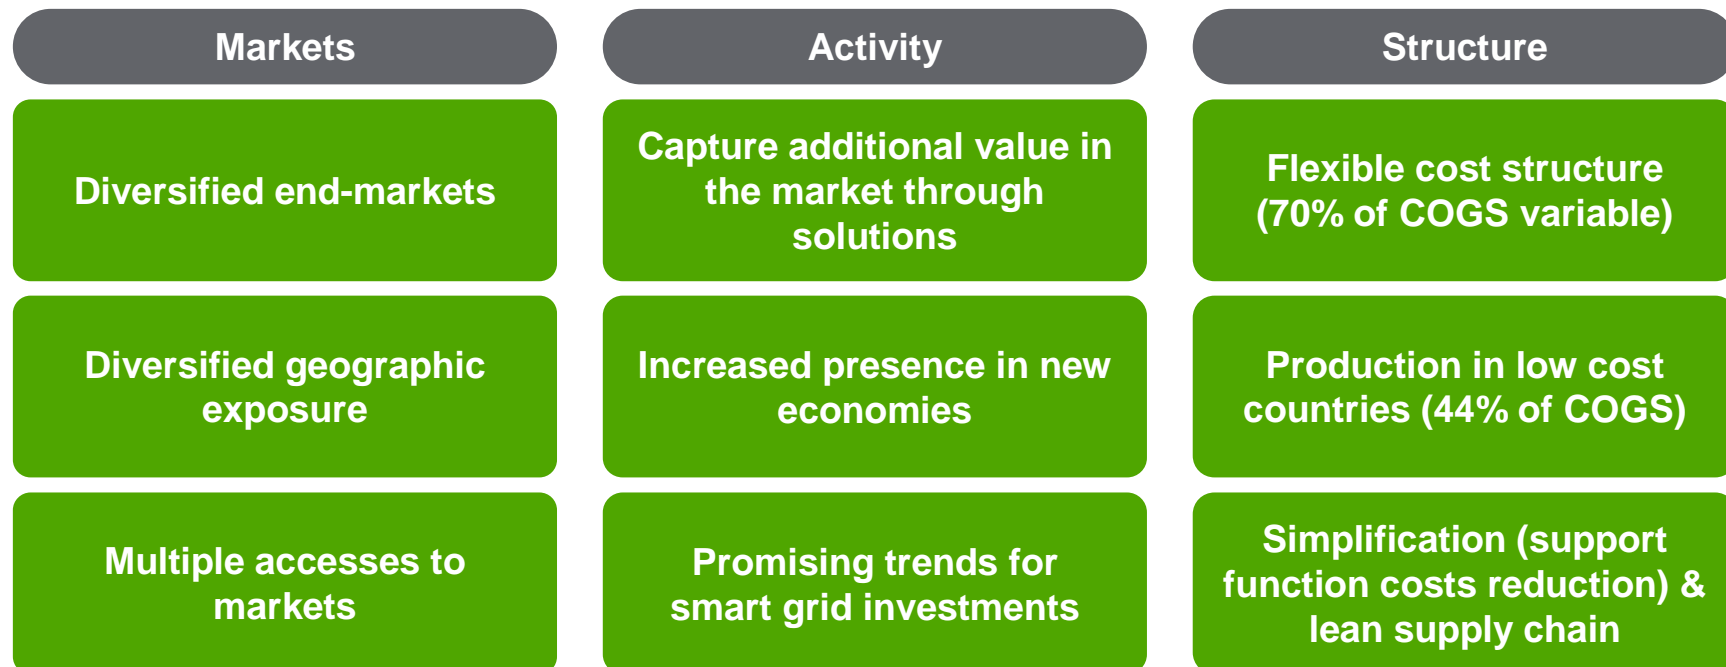 Markets
Diversified end-markets
Diversified geographic
exposure
Multiple accesses to
markets
Activity
Capture additional value in
the market through
solutions
Increased presence in new
economies
Promising trends for
smart grid investments
Structure
Flexible cost structure
(70% of COGS variable)
Production in low cost
countries (44% of COGS)
Simplification (support
function costs reduction) &
lean supply chain